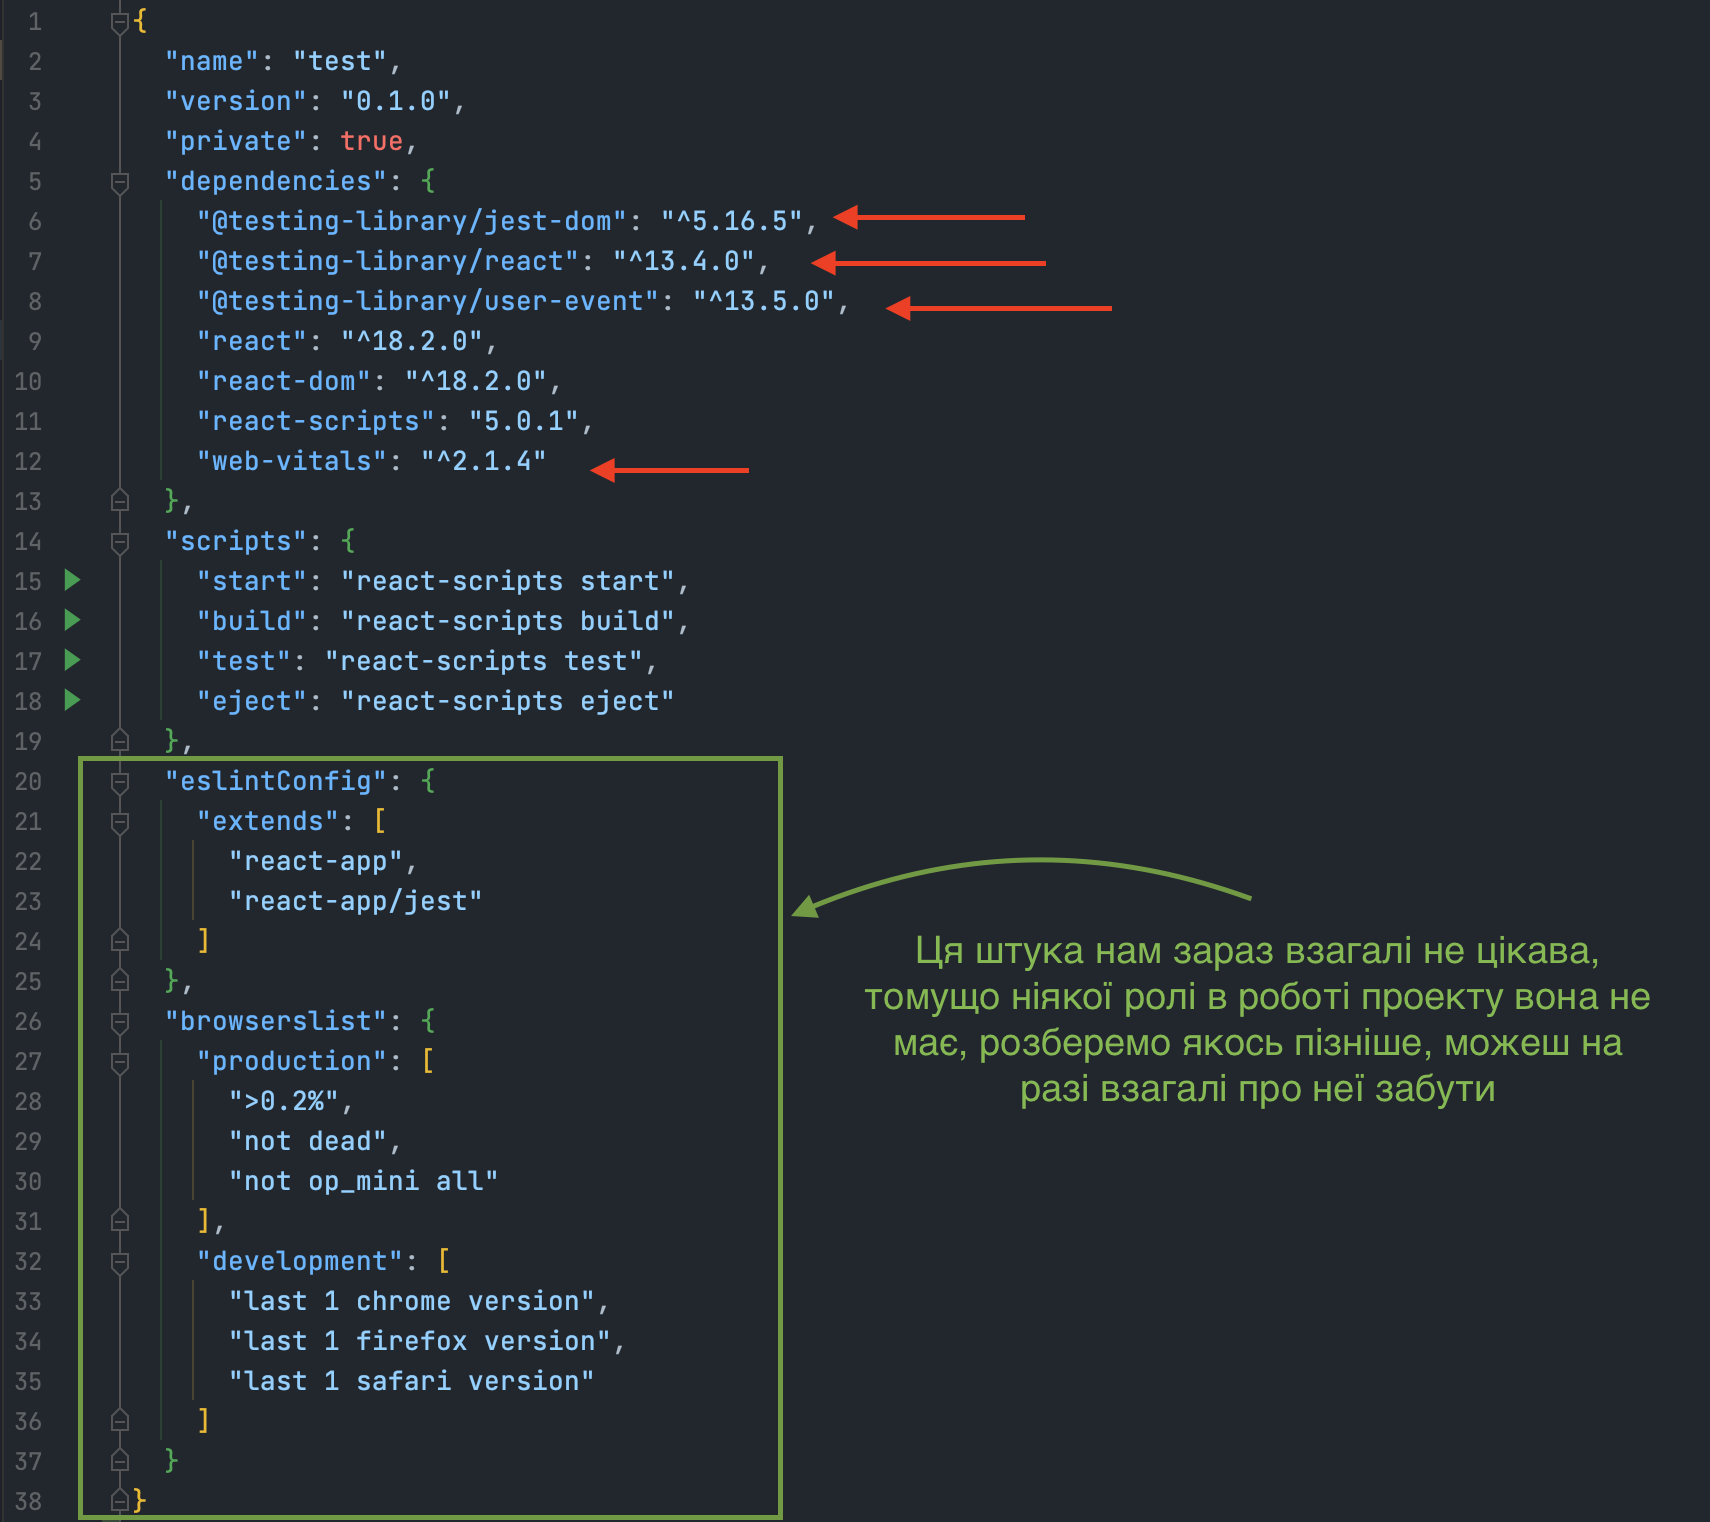 1 {
2 "name": "test",
3 "version": "0.1.0",
4 "private": true,
5 "dependencies": {
6 "@testing-library/jest-dom": "^5.16.5",
7 "@testing-library/react": "^13.4.0",
8 "@testing-library/user-event": "^13.5.0",
9 "react": "^18.2.0",
10 "react-dom": "^18.2.0",
11 "react-scripts": "5.0.1",
12 "web-vitals": "^2.1.4"
13 },
14 "scripts": {
15 "start": "react-scripts start",
16 "build": "react-scripts build",
17 "test": "react-scripts test",
18 "eject": "react-scripts eject"
19 },
20 "eslintConfig": {
21 "extends": [
22 "react-app",
23 "react-app/jest"
24 ]
25 },
26 "browserslist": {
27 "production": [
28 ">0.2%",
29 "not dead",
30 "not op_mini all"
31 ],
32 "development": [
33 "last 1 chrome version",
34 "last 1 firefox version",
35 "last 1 safari version"
36 ]
37 }
38 }
Ця штука нам зараз взагалі не цікава,
томущо ніякої ролі в роботі проекту вона не
має, розберемо якось пізніше, можеш на
разі взагалі про неї забути